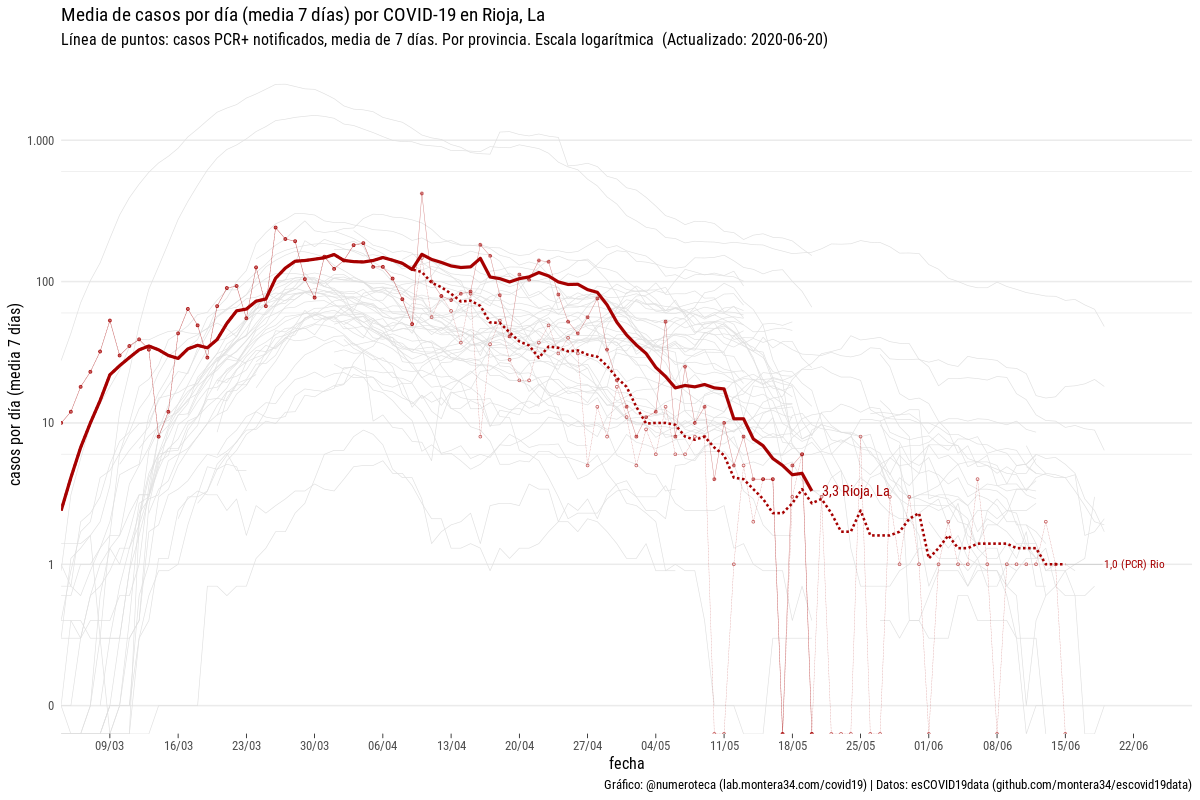 Media de casos por día (media 7 días) por COVID-19 en Rioja, La
Línea de puntos: casos PCR+ notificados, media de 7 días. Por provincia. Escala logarítmica  (Actualizado: 2020-06-20)
casos por día (media 7 días)
1.000
100
10
1
0
3,3 Rioja, La
1,0 (PCR) Rio
09/03 16/03 23/03 30/03 06/04 13/04 20/04 27/04 04/05 11/05 18/05 25/05 01/06 08/06 15/06 22/06
fecha
Gráfico: @numeroteca (lab.montera34.com/covid19) | Datos: esCOVID19data (github.com/montera34/escovid19data)